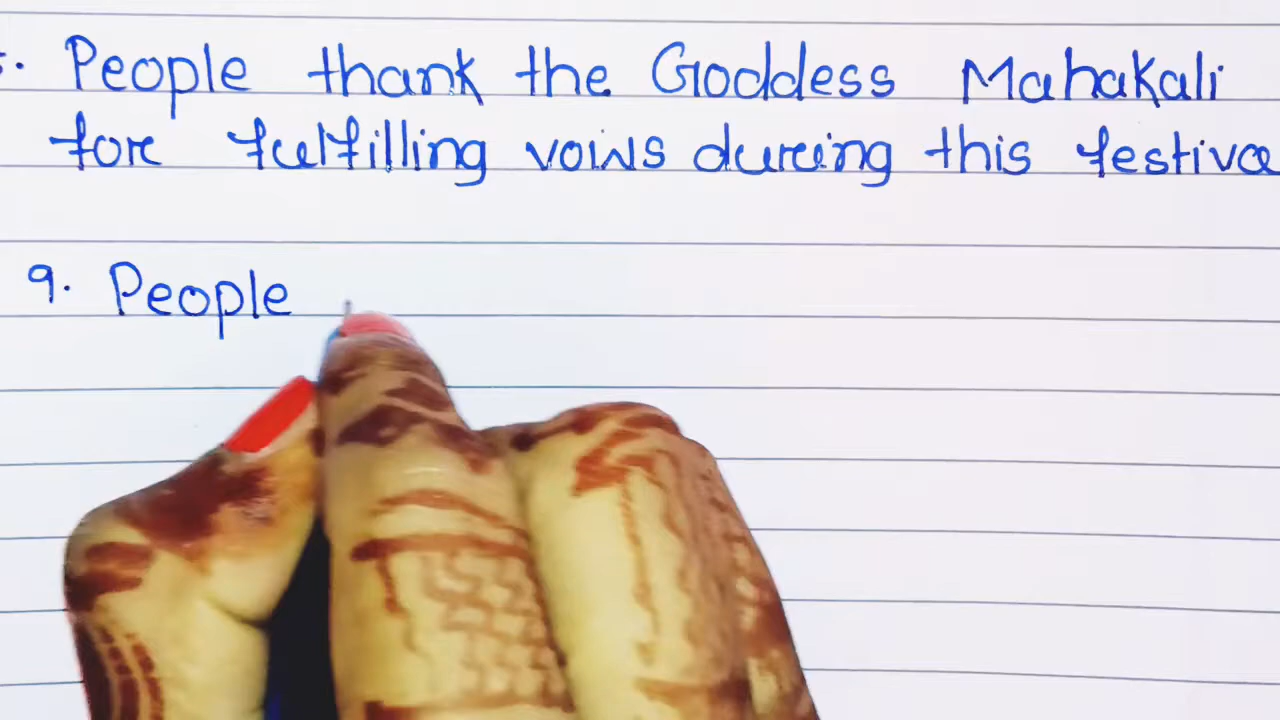 . People thank the Goddess Mahakali
for fulfilling vows during this festiva
9. People